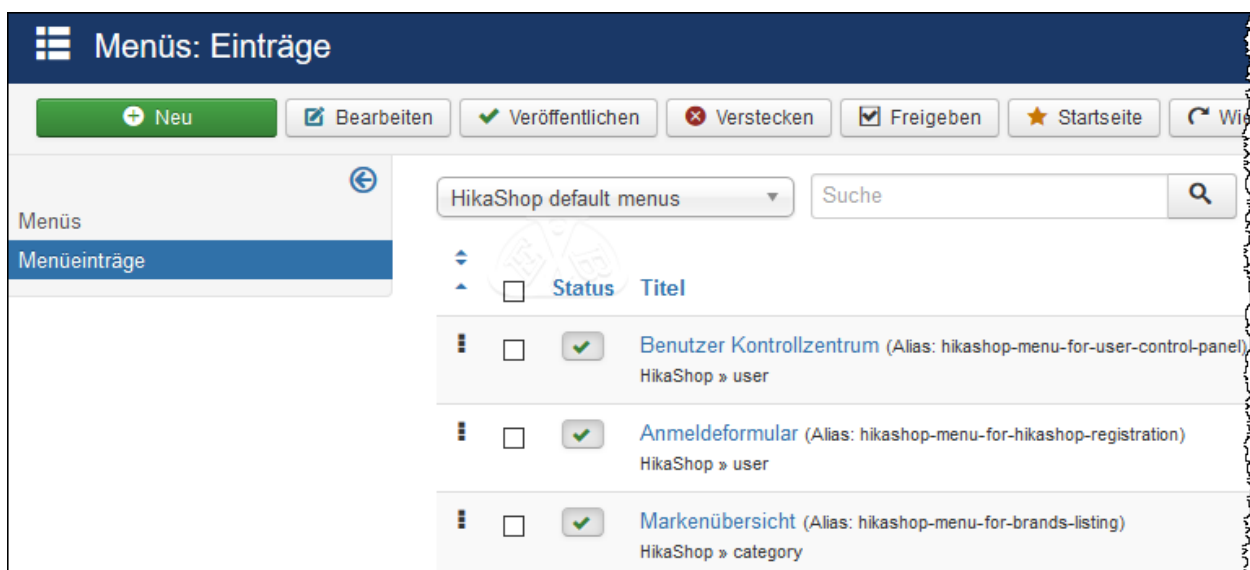 Menüs: Einträge
Neu Bearbeiten Veröffentlichen Verstecken Freigeben Startseite
Menüs
Menüeinträge
HikaShop default menus Suche
Status Titel
Benutzer Kontrollzentrum (Alias: hikashop-menu-for-user-control-panel)
HikaShop » user
Anmeldeformular (Alias: hikashop-menu-for-hikashop-registration)
HikaShop » user
Markenübersicht (Alias: hikashop-menu-for-brands-listing)
HikaShop » category